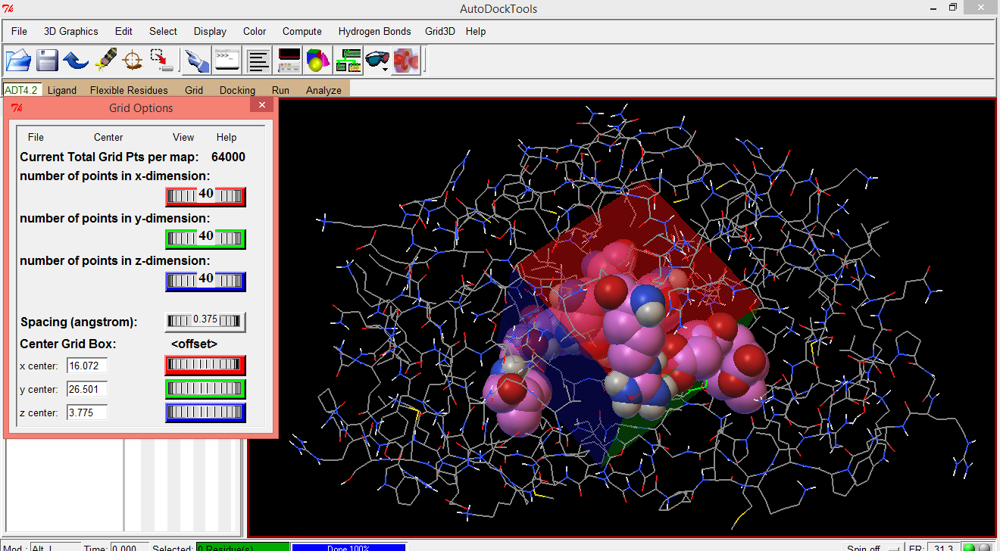 AutoDockTools
File 3D Graphics Edit Select Display Color Compute Hydrogen Bonds Grid3D Help
>>>_
ADT4.2 Ligand Flexible Residues Grid Docking Run Analyze
Grid Options
File Center View Help
Current Total Grid Pts per map: 64000
number of points in x-dimension:
40
number of points in y-dimension:
40
number of points in z-dimension:
40
Spacing (angstrom): 0.375
Center Grid Box: <offset>
x center: 16.072
y center: 26.501
z center: 3.775
Time: 0.000 Selected: 0 Residue(s) Done 100% Spin off FR: 31.3